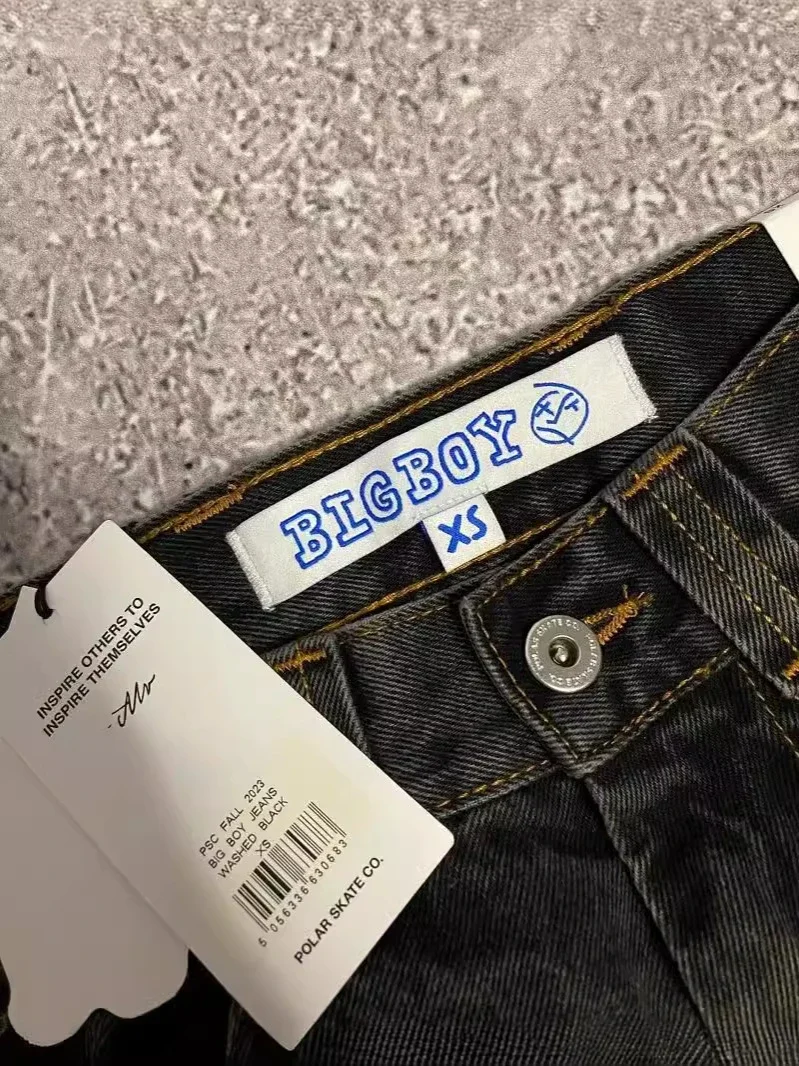 BIGBOY
XS
INSPIRE OTHERS TO
INSPIRE THEMSELVES
PSC FALL 2023
BIG BOY JEANS
WASHED BLACK
XS
5 056336 630683
POLAR SKATE CO.